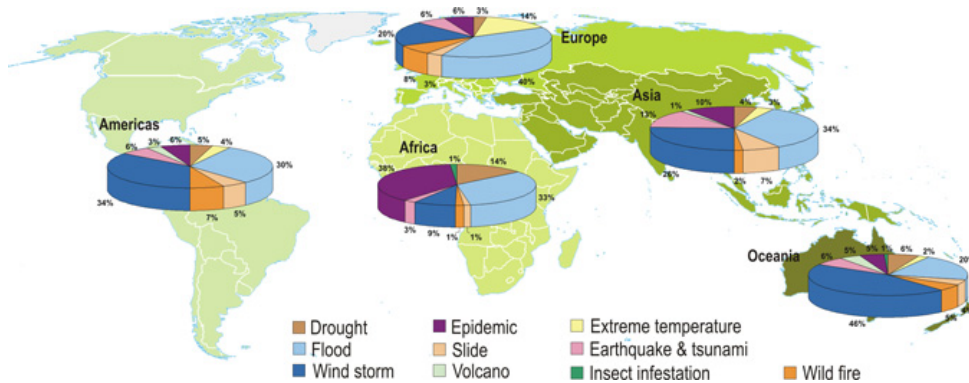 6% 6% 3% 14%
20%
Europe
8% 3% 40%
Asia
1% 10% 4% 3%
13%
34%
26% 2% 7%
Americas
6% 3% 6% 5% 4%
30%
34% 7% 5%
Africa
38% 1% 14%
33%
3% 9% 1% 1%
Oceania
6% 5% 5% 1% 6% 2%
20%
46% 5%
Drought Epidemic Extreme temperature
Flood Slide Earthquake & tsunami
Wind storm Volcano Insect infestation Wild fire